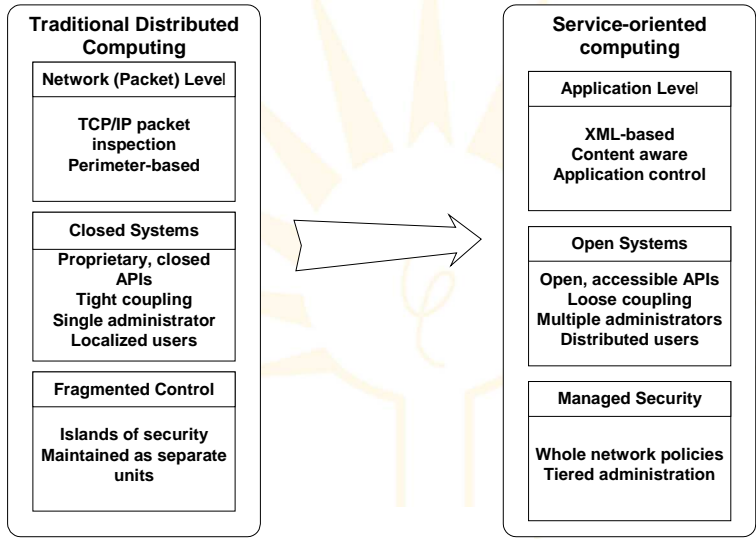 Traditional Distributed
Computing
Network (Packet) Level
TCP/IP packet
inspection
Perimeter-based
Closed Systems
Proprietary, closed
APIs
Tight coupling
Single administrator
Localized users
Fragmented Control
Islands of security
Maintained as separate
units
Service-oriented
computing
Application Level
XML-based
Content aware
Application control
Open Systems
Open, accessible APIs
Loose coupling
Multiple administrators
Distributed users
Managed Security
Whole network policies
Tiered administration